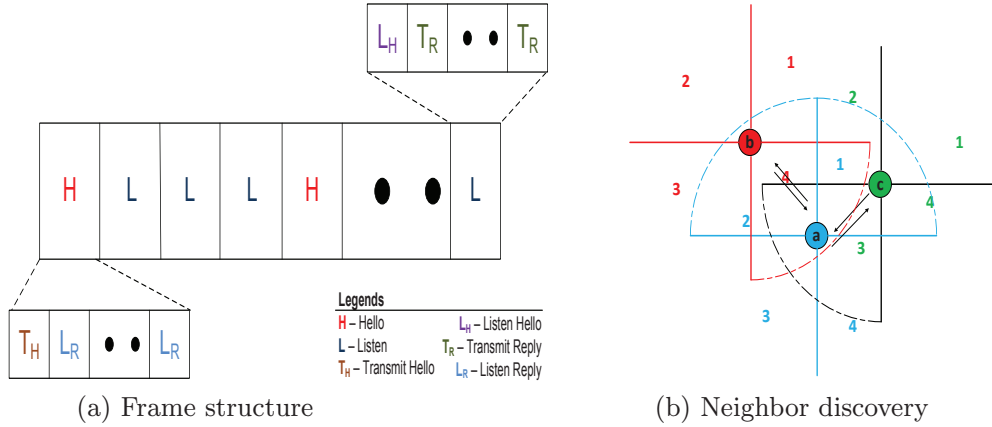 L_H T_R T_R
H L L L H L
T_H L_R L_R
Legends
H – Hello
L_H – Listen Hello
L – Listen
T_R – Transmit Reply
T_H – Transmit Hello
L_R – Listen Reply
(a) Frame structure
1
2
2
b
1
1
4
3
c
4
2
a
3
3
4
(b) Neighbor discovery